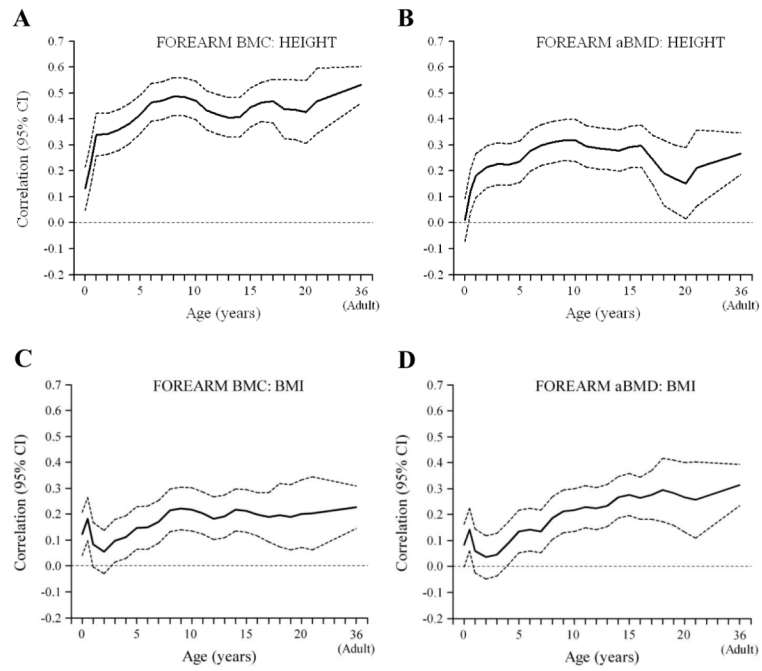 A
FOREARM BMC: HEIGHT
Correlation (95% CI)
0.7
0.6
0.5
0.4
0.3
0.2
0.1
0.0
-0.1
-0.2
0 5 10 15 20 36
(Adult)
Age (years)
B
FOREARM aBMD: HEIGHT
Correlation (95% CI)
0.7
0.6
0.5
0.4
0.3
0.2
0.1
0.0
-0.1
-0.2
0 5 10 15 20 36
(Adult)
Age (years)
C
FOREARM BMC: BMI
Correlation (95% CI)
0.7
0.6
0.5
0.4
0.3
0.2
0.1
0.0
0.1
-0.2
0 5 10 15 20 36
(Adult)
Age (years)
D
FOREARM aBMD: BMI
Correlation (95% CI)
0.7
0.6
0.5
0.4
0.3
0.2
0.1
0.0
0.1
-0.2
0 5 10 15 20 36
(Adult)
Age (years)